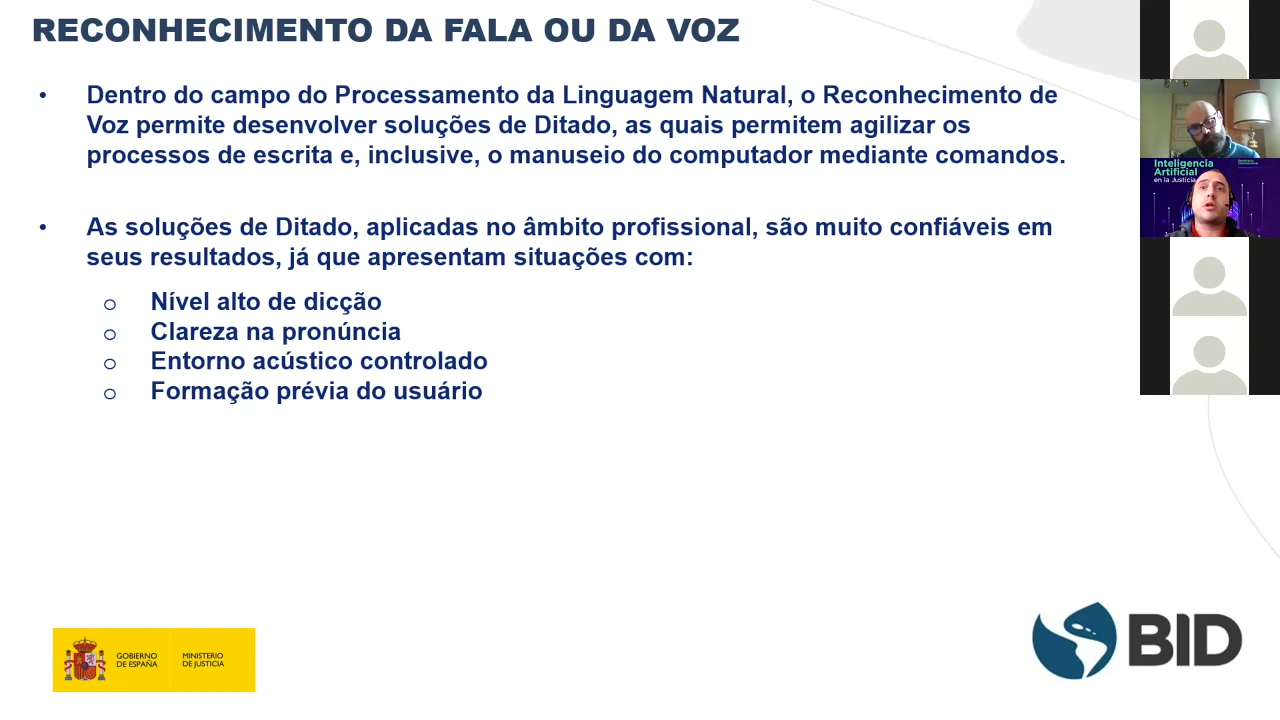 RECONHECIMENTO DA FALA OU DA VOZ
• Dentro do campo do Processamento da Linguagem Natural, o Reconhecimento de
Voz permite desenvolver soluções de Ditado, as quais permitem agilizar os
processos de escrita e, inclusive, o manuseio do computador mediante comandos.
• As soluções de Ditado, aplicadas no âmbito profissional, são muito confiáveis em
seus resultados, já que apresentam situações com:
o Nível alto de dicção
o Clareza na pronúncia
o Entorno acústico controlado
o Formação prévia do usuário
Inteligencia
Artificial
en la Justicia
GOBIERNO
DE ESPAÑA
MINISTERIO
DE JUSTICIA
BID